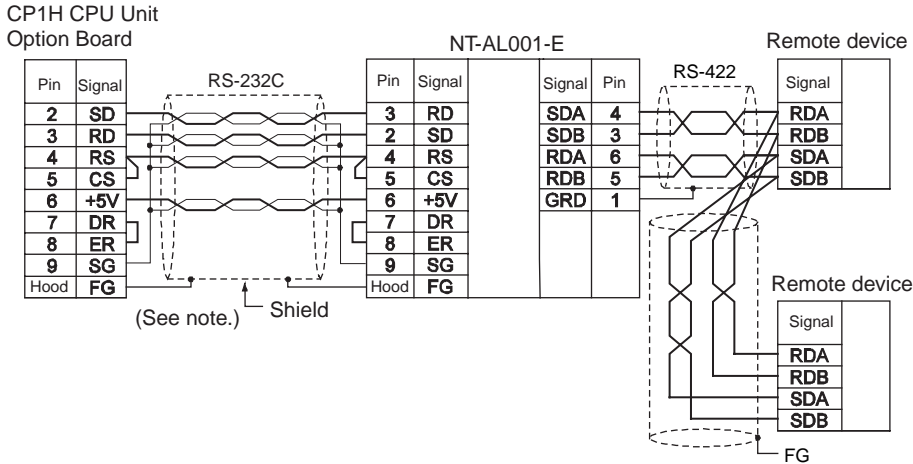 CP1H CPU Unit
Option Board
Pin Signal
2 SD
3 RD
4 RS
5 CS
6 +5V
7 DR
8 ER
9 SG
Hood FG
RS-232C
(See note.)
Shield
NT-AL001-E
Pin Signal
3 RD
2 SD
4 RS
5 CS
6 +5V
7 DR
8 ER
9 SG
Hood FG
Signal Pin
SDA 4
SDB 3
RDA 6
RDB 5
GRD 1
RS-422
Remote device
Signal
RDA
RDB
SDA
SDB
Remote device
Signal
RDA
RDB
SDA
SDB
FG